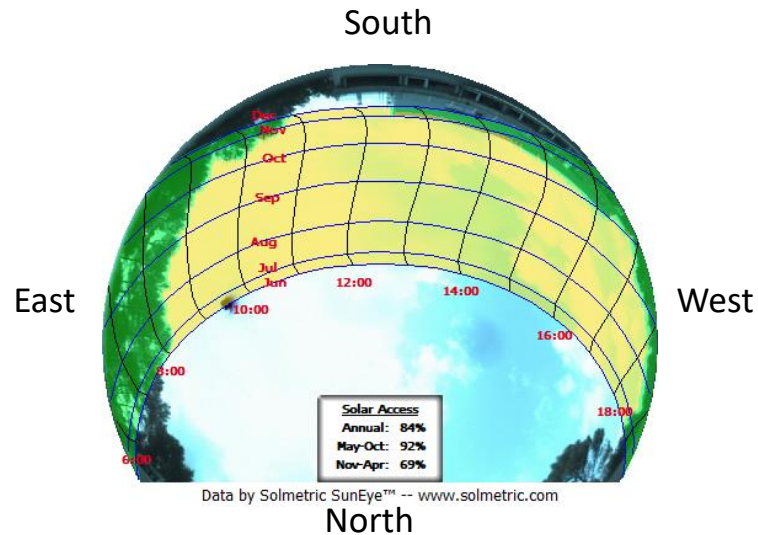 South
Dec
Nov
Oct
Sep
Aug
Jul
Jun
East
West
12:00
14:00
10:00
16:00
8:00
18:00
6:00
Solar Access
Annual: 84%
May-Oct: 92%
Nov-Apr: 69%
Data by Solmetric SunEye™ -- www.solmetric.com
North